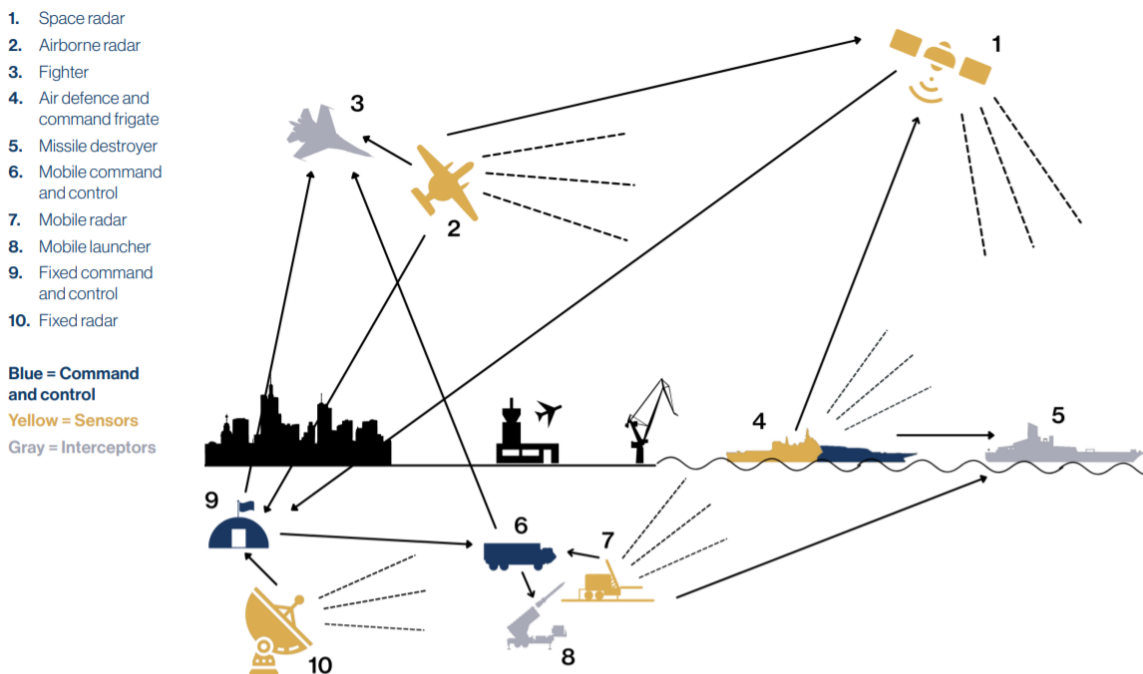 1. Space radar
2. Airborne radar
3. Fighter
4. Air defence and
command frigate
5. Missile destroyer
6. Mobile command
and control
7. Mobile radar
8. Mobile launcher
9. Fixed command
and control
10. Fixed radar
Blue = Command
and control
Yellow = Sensors
Gray = Interceptors
1
3
2
4
5
9
6
7
8
10